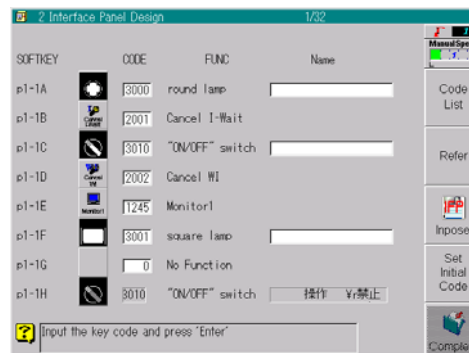 2 Interface Panel Design 1/32
Manual Spe
SOFTKEY CODE FUNC Name
p1-1A 3000 round lamp
p1-1B 2001 Cancel I-Wait
p1-1C 3010 "ON/OFF" switch
p1-1D 2002 Cancel WI
p1-1E Monitor1 1245 Monitor1
p1-1F 3001 square lamp
p1-1G 0 No Function
p1-1H 3010 "ON/OFF" switch 操作 ¥r禁止
Input the key code and press "Enter"
Code
List
Refer
Inpose
Set
Initial
Code
Comple